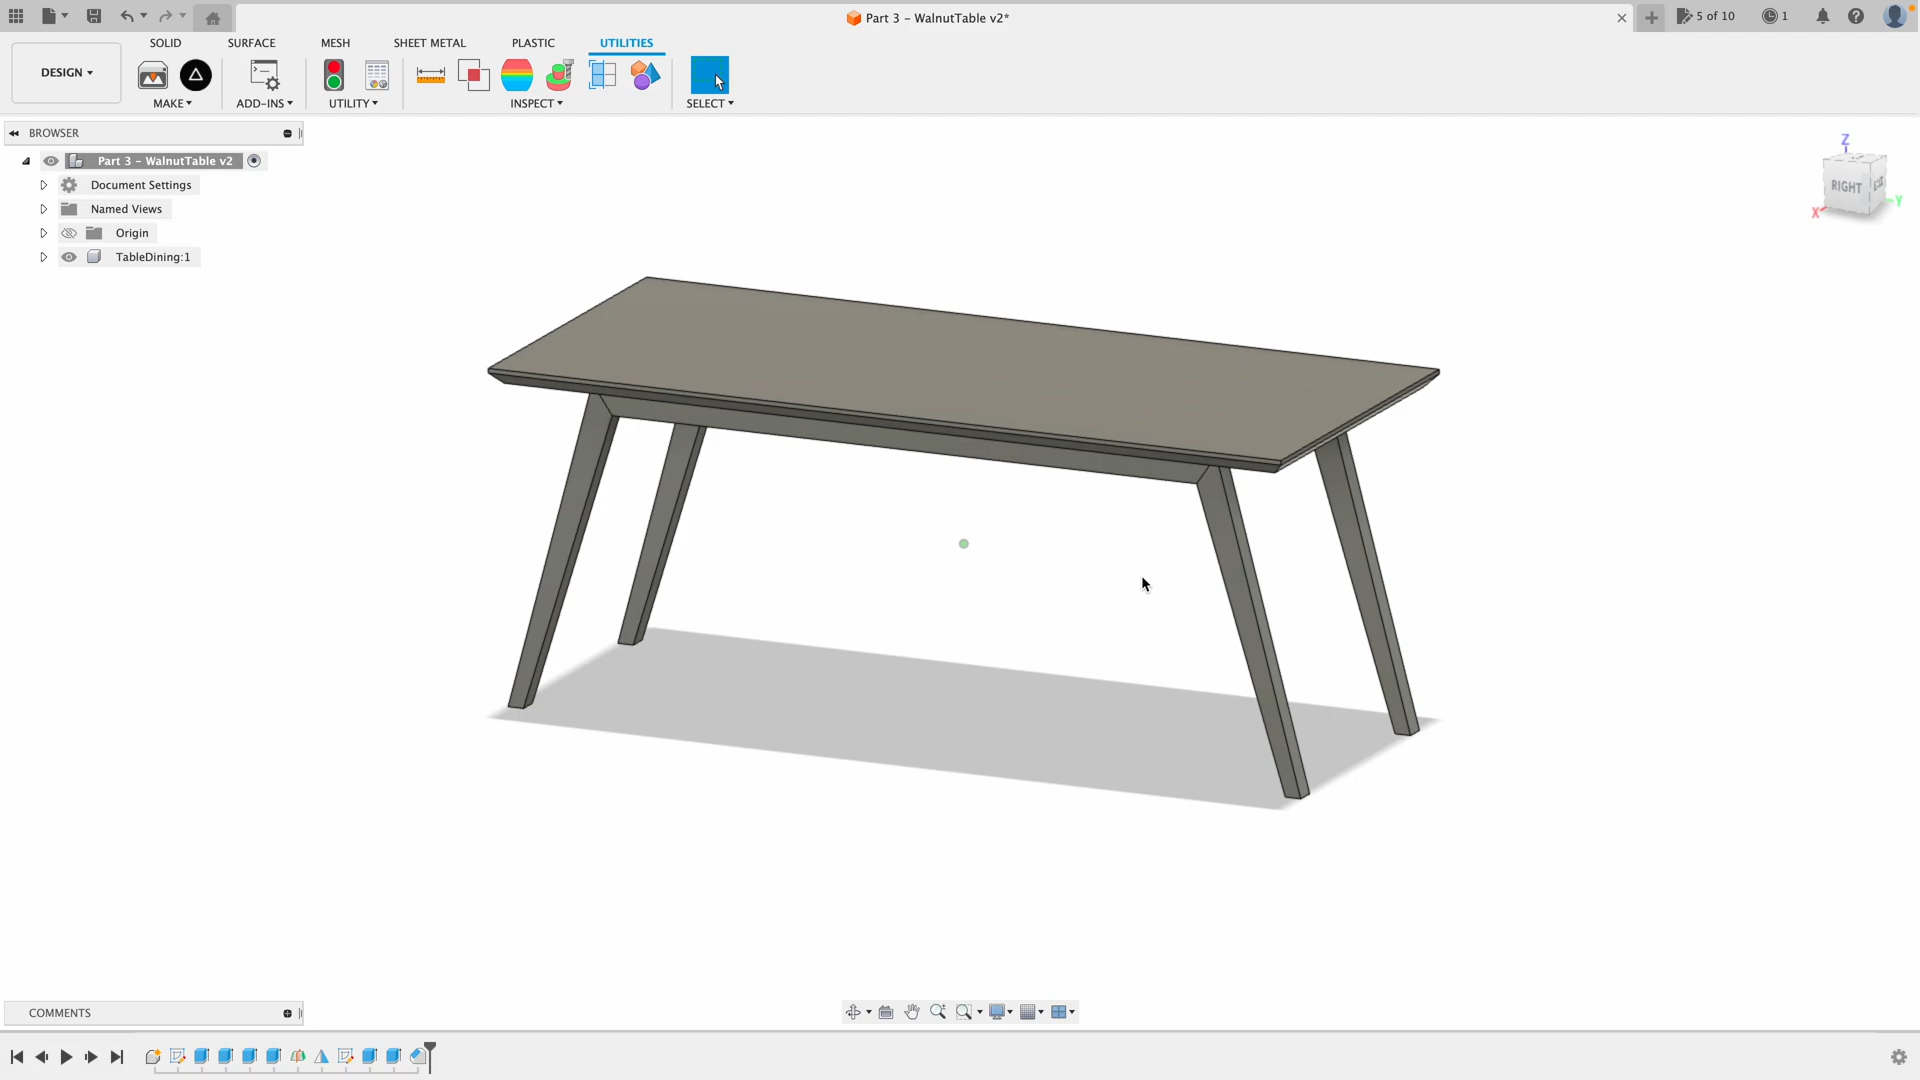 Part 3 - WalnutTable v2*
5 of 10
1
SOLID
SURFACE
MESH
SHEET METAL
PLASTIC
UTILITIES
DESIGN
MAKE
ADD-INS
UTILITY
INSPECT
SELECT
BROWSER
Part 3 - WalnutTable v2
Document Settings
Named Views
Origin
TableDining:1
Z
RIGHT
X
Y
COMMENTS